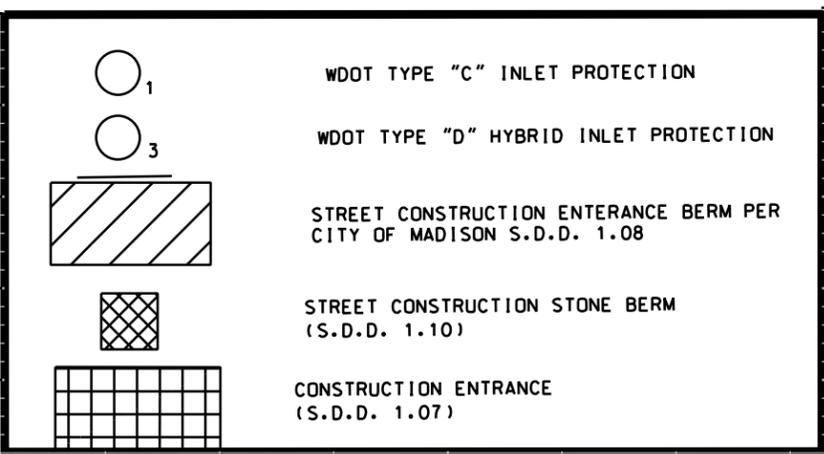 1 WDOT TYPE "C" INLET PROTECTION
3 WDOT TYPE "D" HYBRID INLET PROTECTION
STREET CONSTRUCTION ENTERANCE BERM PER
CITY OF MADISON S.D.D. 1.08
STREET CONSTRUCTION STONE BERM
(S.D.D. 1.10)
CONSTRUCTION ENTRANCE
(S.D.D. 1.07)